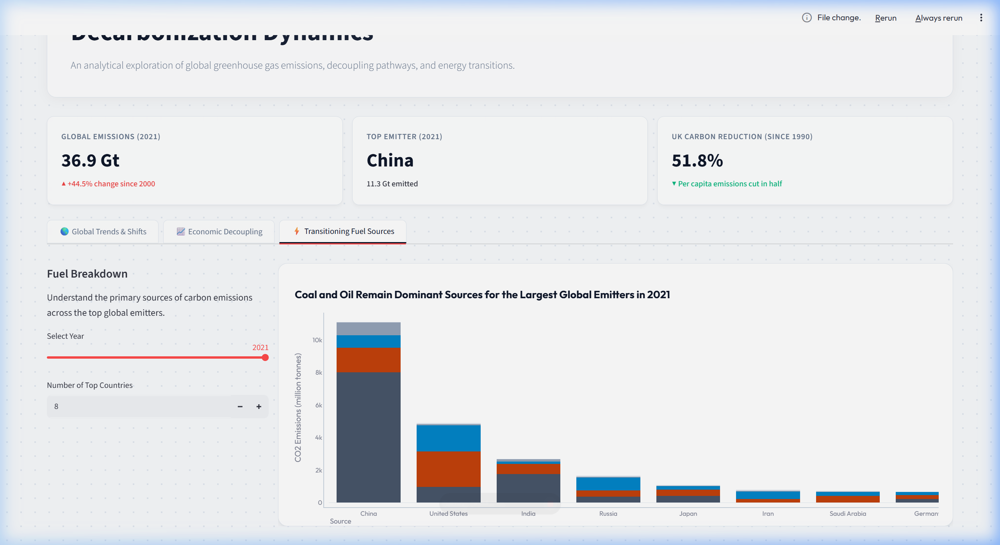 File change.
Rerun
Always rerun
Decarbonization Dynamics
An analytical exploration of global greenhouse gas emissions, decoupling pathways, and energy transitions.
GLOBAL EMISSIONS (2021)
36.9 Gt
▲ +44.5% change since 2000
TOP EMITTER (2021)
China
11.3 Gt emitted
UK CARBON REDUCTION (SINCE 1990)
51.8%
▼ Per capita emissions cut in half
Global Trends & Shifts
Economic Decoupling
Transitioning Fuel Sources
Fuel Breakdown
Understand the primary sources of carbon emissions
across the top global emitters.
Select Year
2021
Number of Top Countries
8
Coal and Oil Remain Dominant Sources for the Largest Global Emitters in 2021
CO2 Emissions (million tonnes)
10k
8k
6k
4k
2k
0
China
United States
India
Russia
Japan
Iran
Saudi Arabia
German
Source